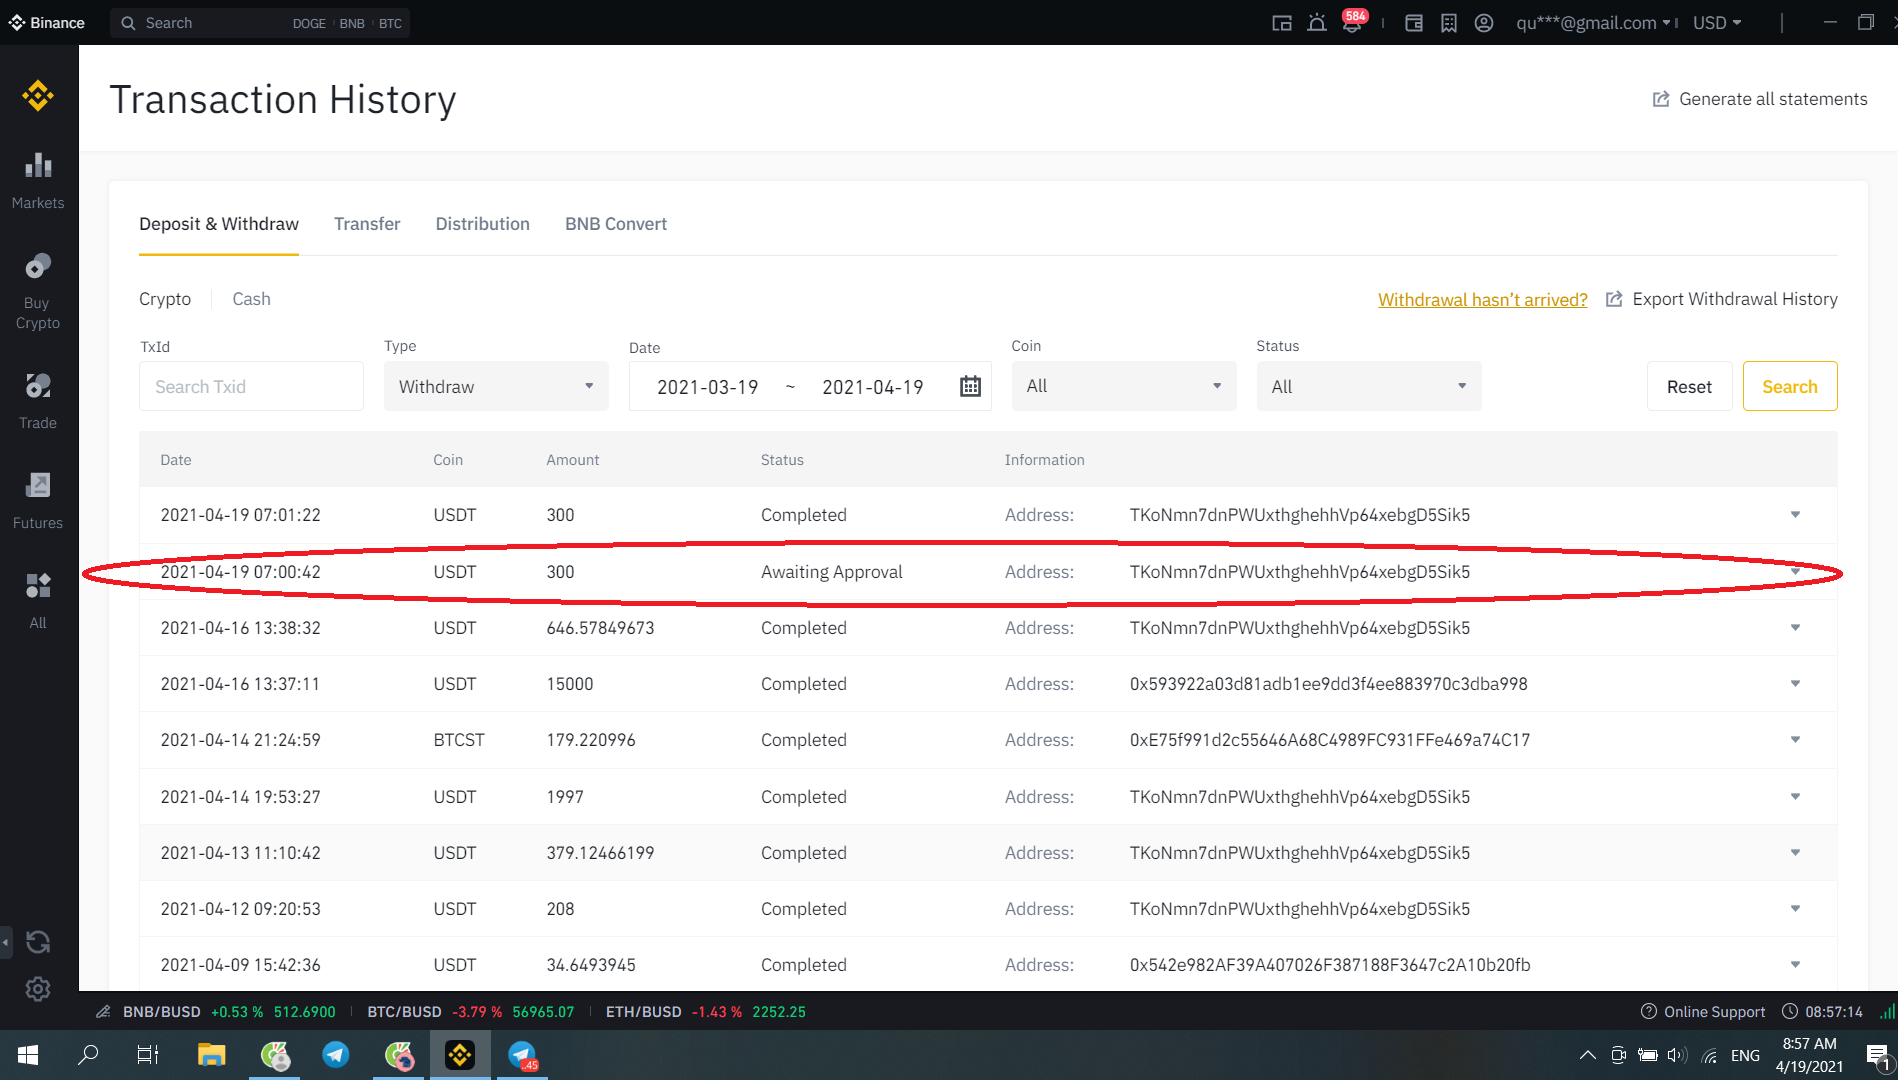 Binance Search DOGE BNB BTC 584 qu***@gmail.com USD
Transaction History
Generate all statements
Markets
Buy
Crypto
Trade
Futures
All
Deposit & Withdraw Transfer Distribution BNB Convert
Crypto Cash Withdrawal hasn't arrived? Export Withdrawal History
TxId Type Date Coin Status
Search Txid Withdraw 2021-03-19 ~ 2021-04-19 All All Reset Search
Date Coin Amount Status Information
2021-04-19 07:01:22 USDT 300 Completed Address: TKoNmn7dnPWUxthghehhVp64xebgD5Sik5
2021-04-19 07:00:42 USDT 300 Awaiting Approval Address: TKoNmn7dnPWUxthghehhVp64xebgD5Sik5
2021-04-16 13:38:32 USDT 646.57849673 Completed Address: TKoNmn7dnPWUxthghehhVp64xebgD5Sik5
2021-04-16 13:37:11 USDT 15000 Completed Address: 0x593922a03d81adb1ee9dd3f4ee883970c3dba998
2021-04-14 21:24:59 BTCST 179.220996 Completed Address: 0xE75f991d2c55646A68C4989FC931FFe469a74C17
2021-04-14 19:53:27 USDT 1997 Completed Address: TKoNmn7dnPWUxthghehhVp64xebgD5Sik5
2021-04-13 11:10:42 USDT 379.12466199 Completed Address: TKoNmn7dnPWUxthghehhVp64xebgD5Sik5
2021-04-12 09:20:53 USDT 208 Completed Address: TKoNmn7dnPWUxthghehhVp64xebgD5Sik5
2021-04-09 15:42:36 USDT 34.6493945 Completed Address: 0x542e982AF39A407026F387188F3647c2A10b20fb
BNB/BUSD +0.53 % 512.6900 BTC/BUSD -3.79 % 56965.07 ETH/BUSD -1.43 % 2252.25 Online Support 08:57:14
.45 ENG 8:57 AM
4/19/2021 1